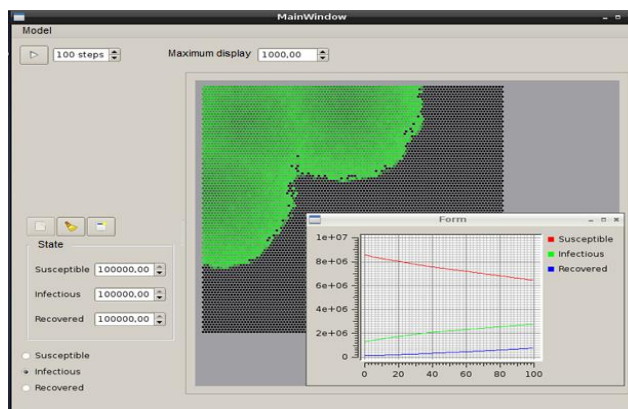 MainWindow
Model
100 steps
Maximum display 1000,00
State
Susceptible 100000,00
Infectious 100000,00
Recovered 100000,00
Susceptible
Infectious
Recovered
Form
1e+07
8e+06
6e+06
4e+06
2e+06
0
0 20 40 60 80 100
Susceptible
Infectious
Recovered